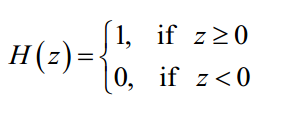 H(z) = { 1, if z ≥ 0
0, if z < 0